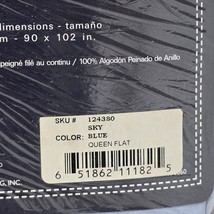 dimensions - tamaño
m - 90 x 102 in.
peigné filé au continu / 100% Algodón Peinado de Anillo
SKU # 124380
SKY
COLOR: BLUE
QUEEN FLAT
6 51862 11182 5
G, INC.